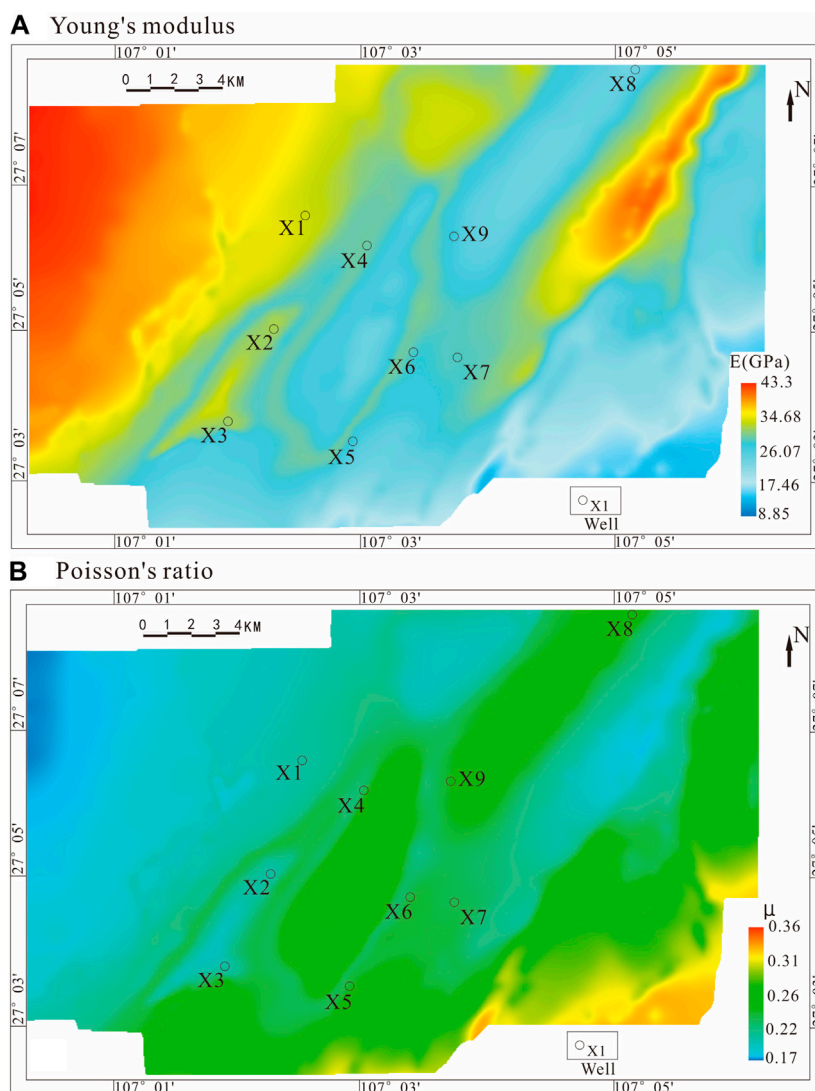 A Young's modulus
107° 01' 107° 03' 107° 05'
0 1 2 3 4KM
X8
N
27° 07'
X1
X9
X4
27° 05'
X2
X6
X7
E(GPa)
43.3
34.68
26.07
17.46
8.85
X3
X5
27° 03'
X1
Well
107° 01' 107° 03' 107° 05'
B Poisson's ratio
107° 01' 107° 03' 107° 05'
0 1 2 3 4KM
X8
N
27° 07'
X1
X9
X4
27° 05'
X2
X6
X7
μ
0.36
0.31
0.26
0.22
0.17
X3
X5
27° 03'
X1
Well
107° 01' 107° 03' 107° 05'